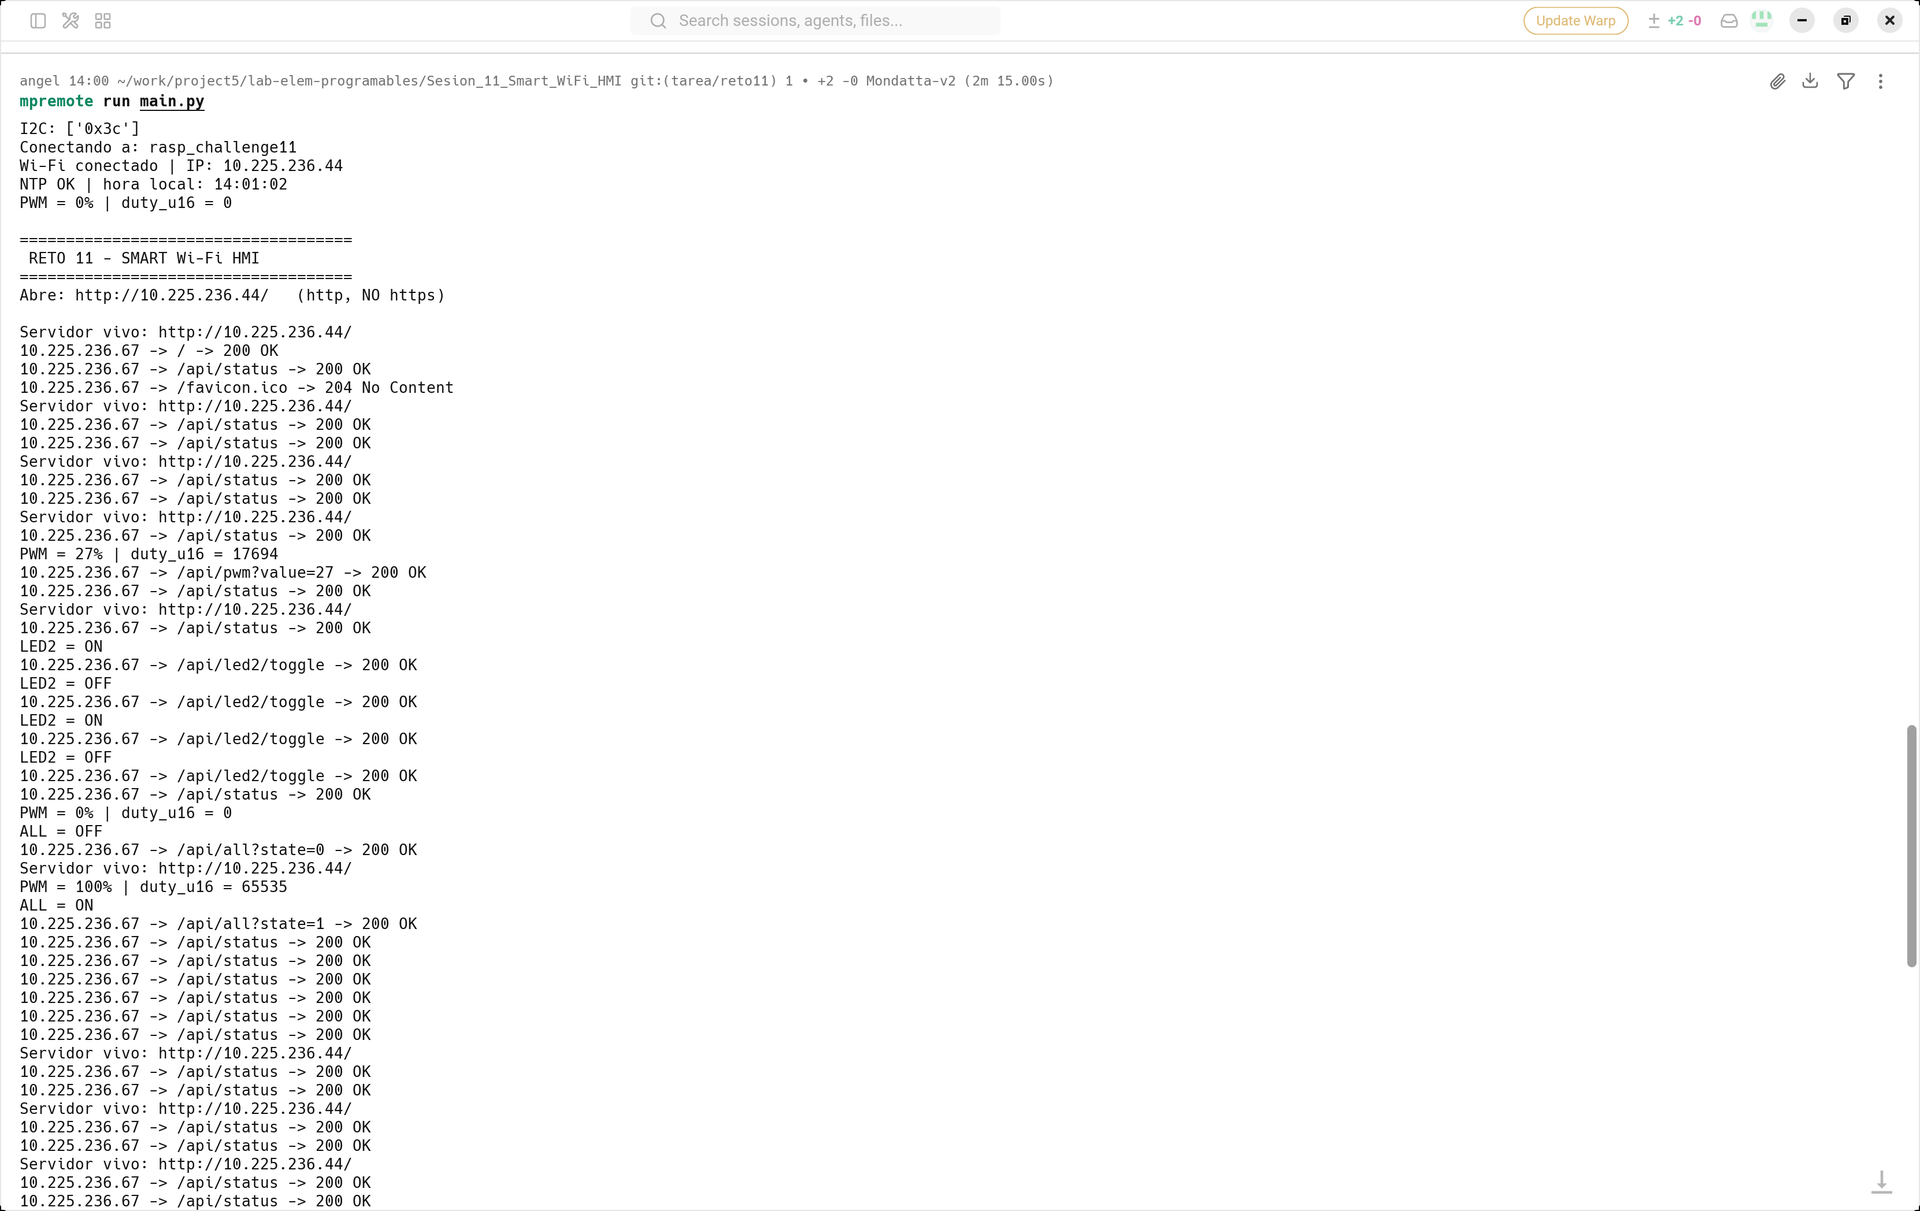 Search sessions, agents, files...
Update Warp
+2 -0
angel 14:00 ~/work/project5/lab-elem-programables/Sesion_11_Smart_WiFi_HMI git:(tarea/reto11) 1 • +2 -0 Mondatta-v2 (2m 15.00s)
mpremote run main.py
I2C: ['0x3c']
Conectando a: rasp_challenge11
Wi-Fi conectado | IP: 10.225.236.44
NTP OK | hora local: 14:01:02
PWM = 0% | duty_u16 = 0
====================================
RETO 11 - SMART Wi-Fi HMI
====================================
Abre: http://10.225.236.44/   (http, NO https)
Servidor vivo: http://10.225.236.44/
10.225.236.67 -> / -> 200 OK
10.225.236.67 -> /api/status -> 200 OK
10.225.236.67 -> /favicon.ico -> 204 No Content
Servidor vivo: http://10.225.236.44/
10.225.236.67 -> /api/status -> 200 OK
10.225.236.67 -> /api/status -> 200 OK
Servidor vivo: http://10.225.236.44/
10.225.236.67 -> /api/status -> 200 OK
10.225.236.67 -> /api/status -> 200 OK
Servidor vivo: http://10.225.236.44/
10.225.236.67 -> /api/status -> 200 OK
PWM = 27% | duty_u16 = 17694
10.225.236.67 -> /api/pwm?value=27 -> 200 OK
10.225.236.67 -> /api/status -> 200 OK
Servidor vivo: http://10.225.236.44/
10.225.236.67 -> /api/status -> 200 OK
LED2 = ON
10.225.236.67 -> /api/led2/toggle -> 200 OK
LED2 = OFF
10.225.236.67 -> /api/led2/toggle -> 200 OK
LED2 = ON
10.225.236.67 -> /api/led2/toggle -> 200 OK
LED2 = OFF
10.225.236.67 -> /api/led2/toggle -> 200 OK
10.225.236.67 -> /api/status -> 200 OK
PWM = 0% | duty_u16 = 0
ALL = OFF
10.225.236.67 -> /api/all?state=0 -> 200 OK
Servidor vivo: http://10.225.236.44/
PWM = 100% | duty_u16 = 65535
ALL = ON
10.225.236.67 -> /api/all?state=1 -> 200 OK
10.225.236.67 -> /api/status -> 200 OK
10.225.236.67 -> /api/status -> 200 OK
10.225.236.67 -> /api/status -> 200 OK
10.225.236.67 -> /api/status -> 200 OK
10.225.236.67 -> /api/status -> 200 OK
10.225.236.67 -> /api/status -> 200 OK
Servidor vivo: http://10.225.236.44/
10.225.236.67 -> /api/status -> 200 OK
10.225.236.67 -> /api/status -> 200 OK
Servidor vivo: http://10.225.236.44/
10.225.236.67 -> /api/status -> 200 OK
10.225.236.67 -> /api/status -> 200 OK
Servidor vivo: http://10.225.236.44/
10.225.236.67 -> /api/status -> 200 OK
10.225.236.67 -> /api/status -> 200 OK